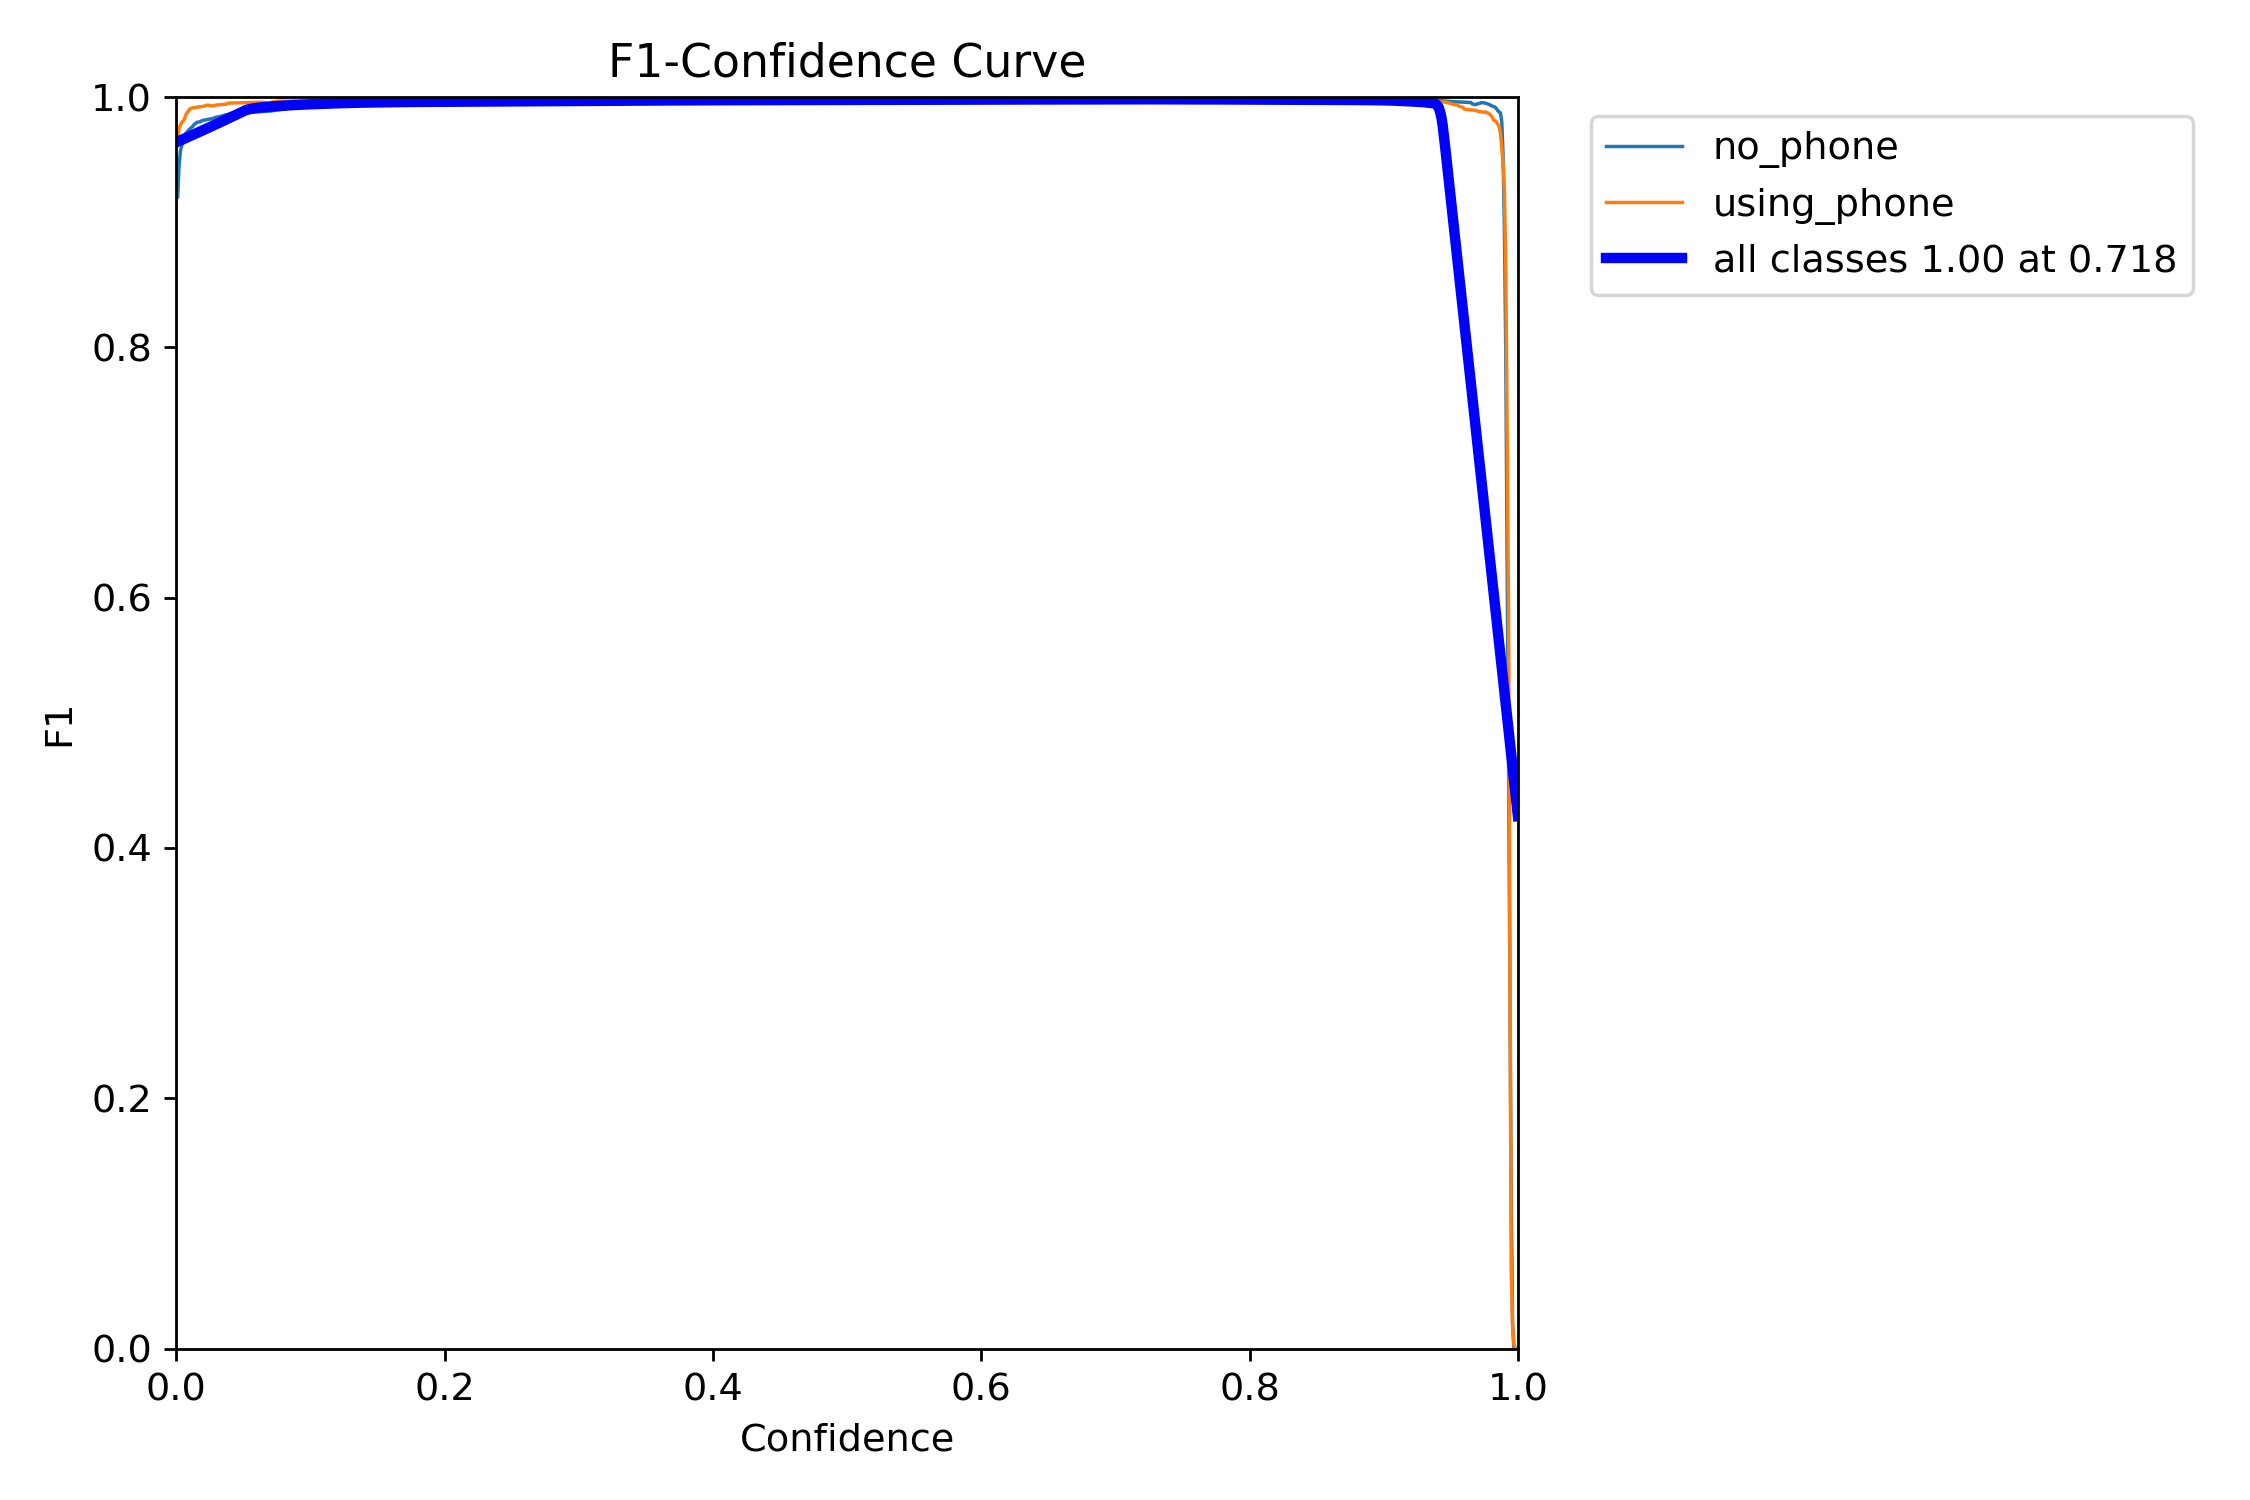 F1-Confidence Curve
1.0
0.8
0.6
0.4
0.2
0.0
F1
0.0 0.2 0.4 0.6 0.8 1.0
Confidence
no_phone
using_phone
all classes 1.00 at 0.718